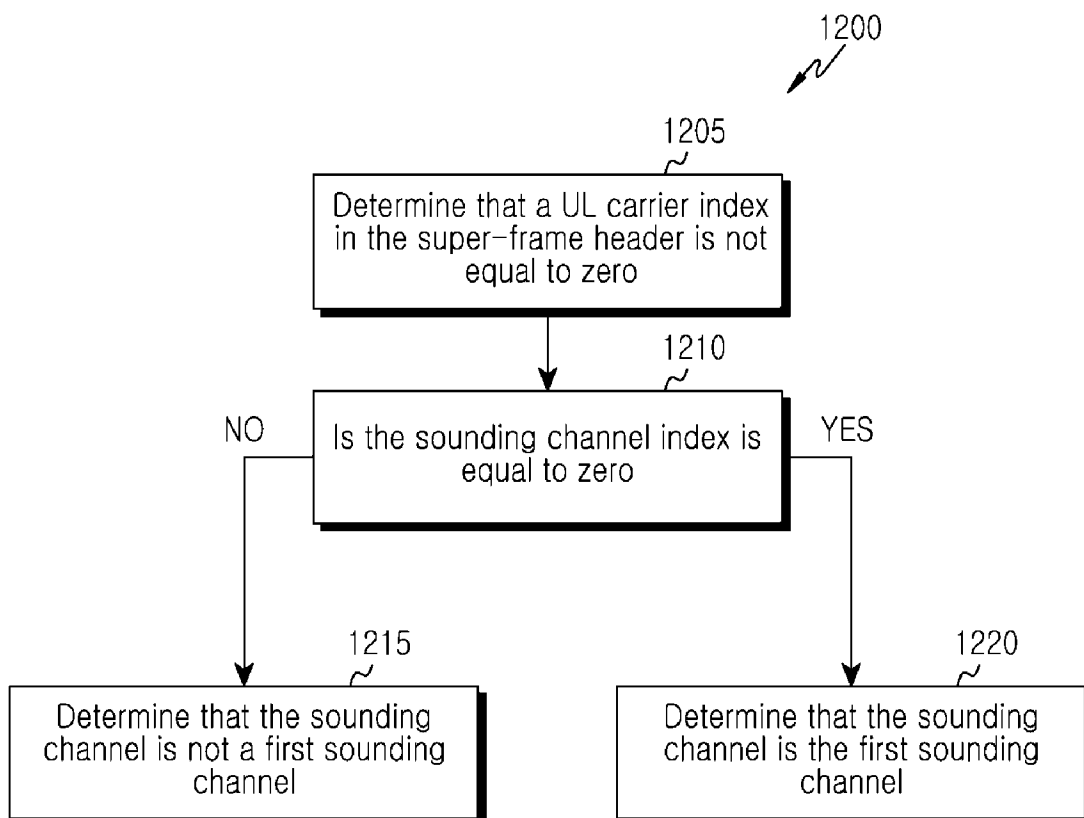 1200
1205
Determine that a UL carrier index
in the super-frame header is not
equal to zero
1210
NO
Is the sounding channel index is
equal to zero
YES
1215
Determine that the sounding
channel is not a first sounding
channel
1220
Determine that the sounding
channel is the first sounding
channel